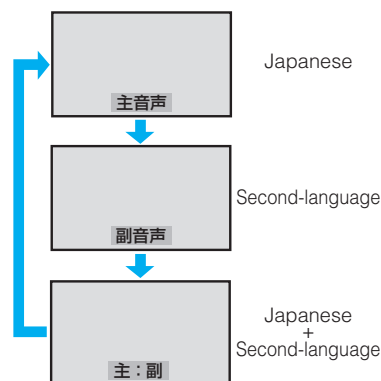 Japanese
主音声
Second-language
副音声
Japanese
+
Second-language
主：副